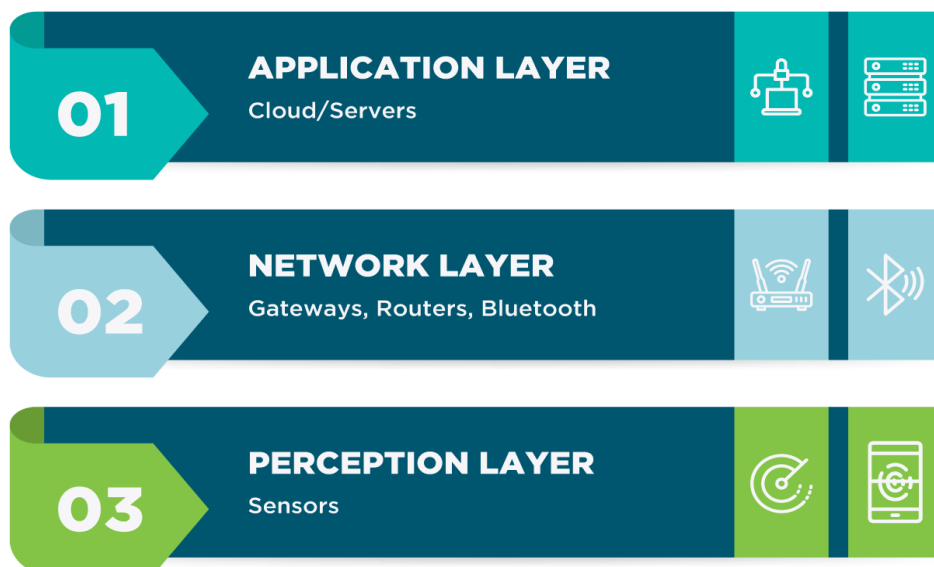 01
APPLICATION LAYER
Cloud/Servers
02
NETWORK LAYER
Gateways, Routers, Bluetooth
03
PERCEPTION LAYER
Sensors